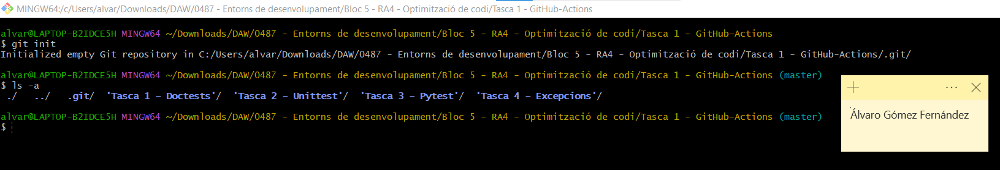 MINGW64:/c/Users/alvar/Downloads/DAW/0487 - Entorns de desenvolupament/Bloc 5 - RA4 - Optimització de codi/Tasca 1 - GitHub-Actions
alvar@LAPTOP-B2IDCE5H MINGW64 ~/Downloads/DAW/0487 - Entorns de desenvolupament/Bloc 5 - RA4 - Optimització de codi/Tasca 1 - GitHub-Actions
$ git init
Initialized empty Git repository in C:/Users/alvar/Downloads/DAW/0487 - Entorns de desenvolupament/Bloc 5 - RA4 - Optimització de codi/Tasca 1 - GitHub-Actions/.git/
alvar@LAPTOP-B2IDCE5H MINGW64 ~/Downloads/DAW/0487 - Entorns de desenvolupament/Bloc 5 - RA4 - Optimització de codi/Tasca 1 - GitHub-Actions (master)
$ ls -a
./   ../   .git/  'Tasca 1 - Doctests'/  'Tasca 2 - Unittest'/  'Tasca 3 - Pytest'/  'Tasca 4 - Excepcions'/
alvar@LAPTOP-B2IDCE5H MINGW64 ~/Downloads/DAW/0487 - Entorns de desenvolupament/Bloc 5 - RA4 - Optimització de codi/Tasca 1 - GitHub-Actions (master)
$
Álvaro Gómez Fernández